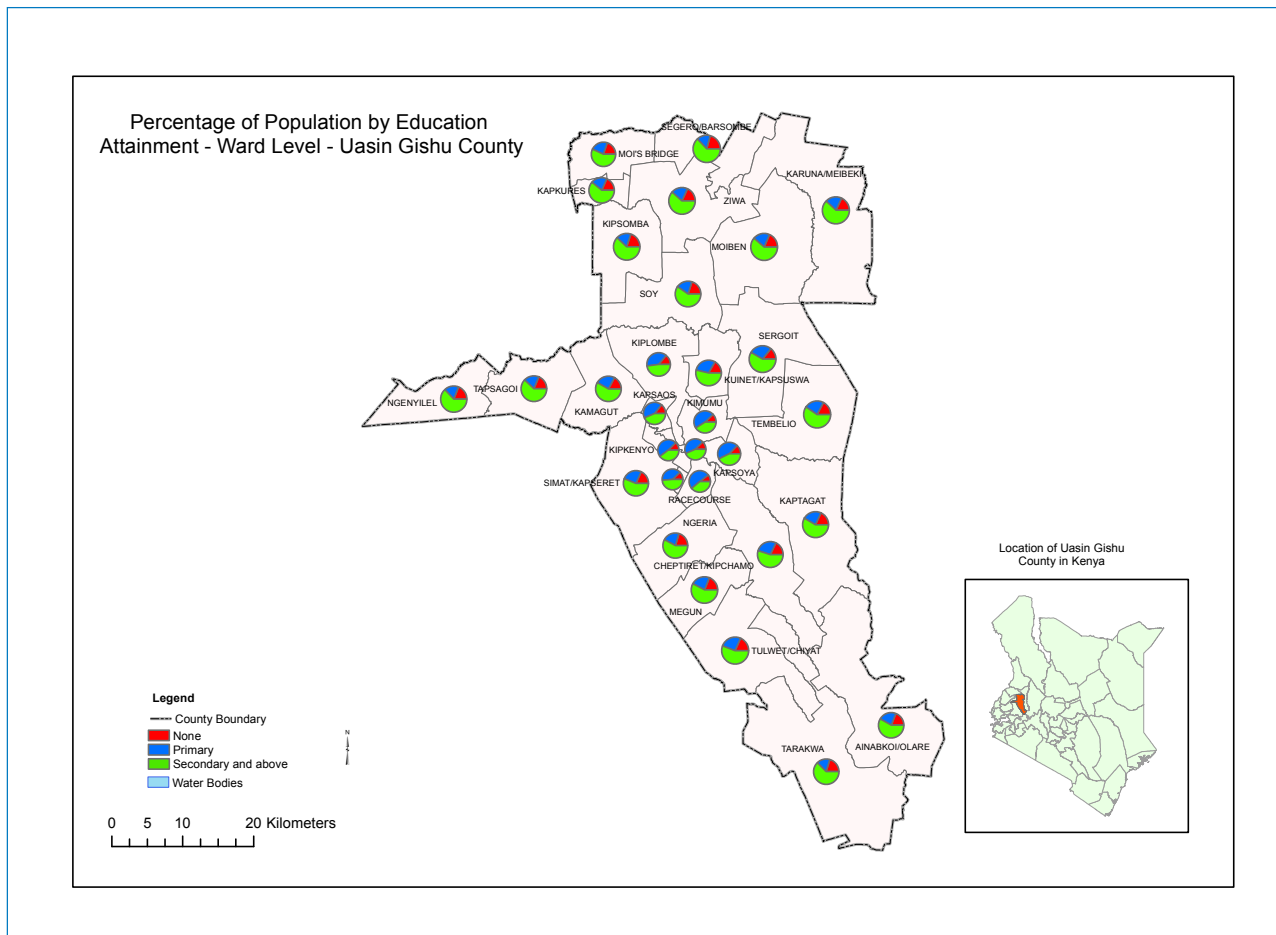 Percentage of Population by Education
Attainment - Ward Level - Uasin Gishu County
SEGERO/BARSOMBE
MOI'S BRIDGE
KARUNA/MEIBEKI
KAPKURES
ZIWA
KIPSOMBA
MOIBEN
SOY
SERGOIT
KIPLOMBE
KUINET/KAPSUSWA
TAPSAGOI
NGENYILEL
KAPSAOS
KIMUMU
KAMAGUT
TEMBELIO
KIPKENYO
KAPSOYA
SIMAT/KAPSERET
RACECOURSE
KAPTAGAT
NGERIA
CHEPTIRET/KIPCHAMO
MEGUN
TULWET/CHIYAT
TARAKWA
AINABKOI/OLARE
Location of Uasin Gishu
County in Kenya
Legend
County Boundary
None
Primary
Secondary and above
Water Bodies
N
0 5 10 20 Kilometers